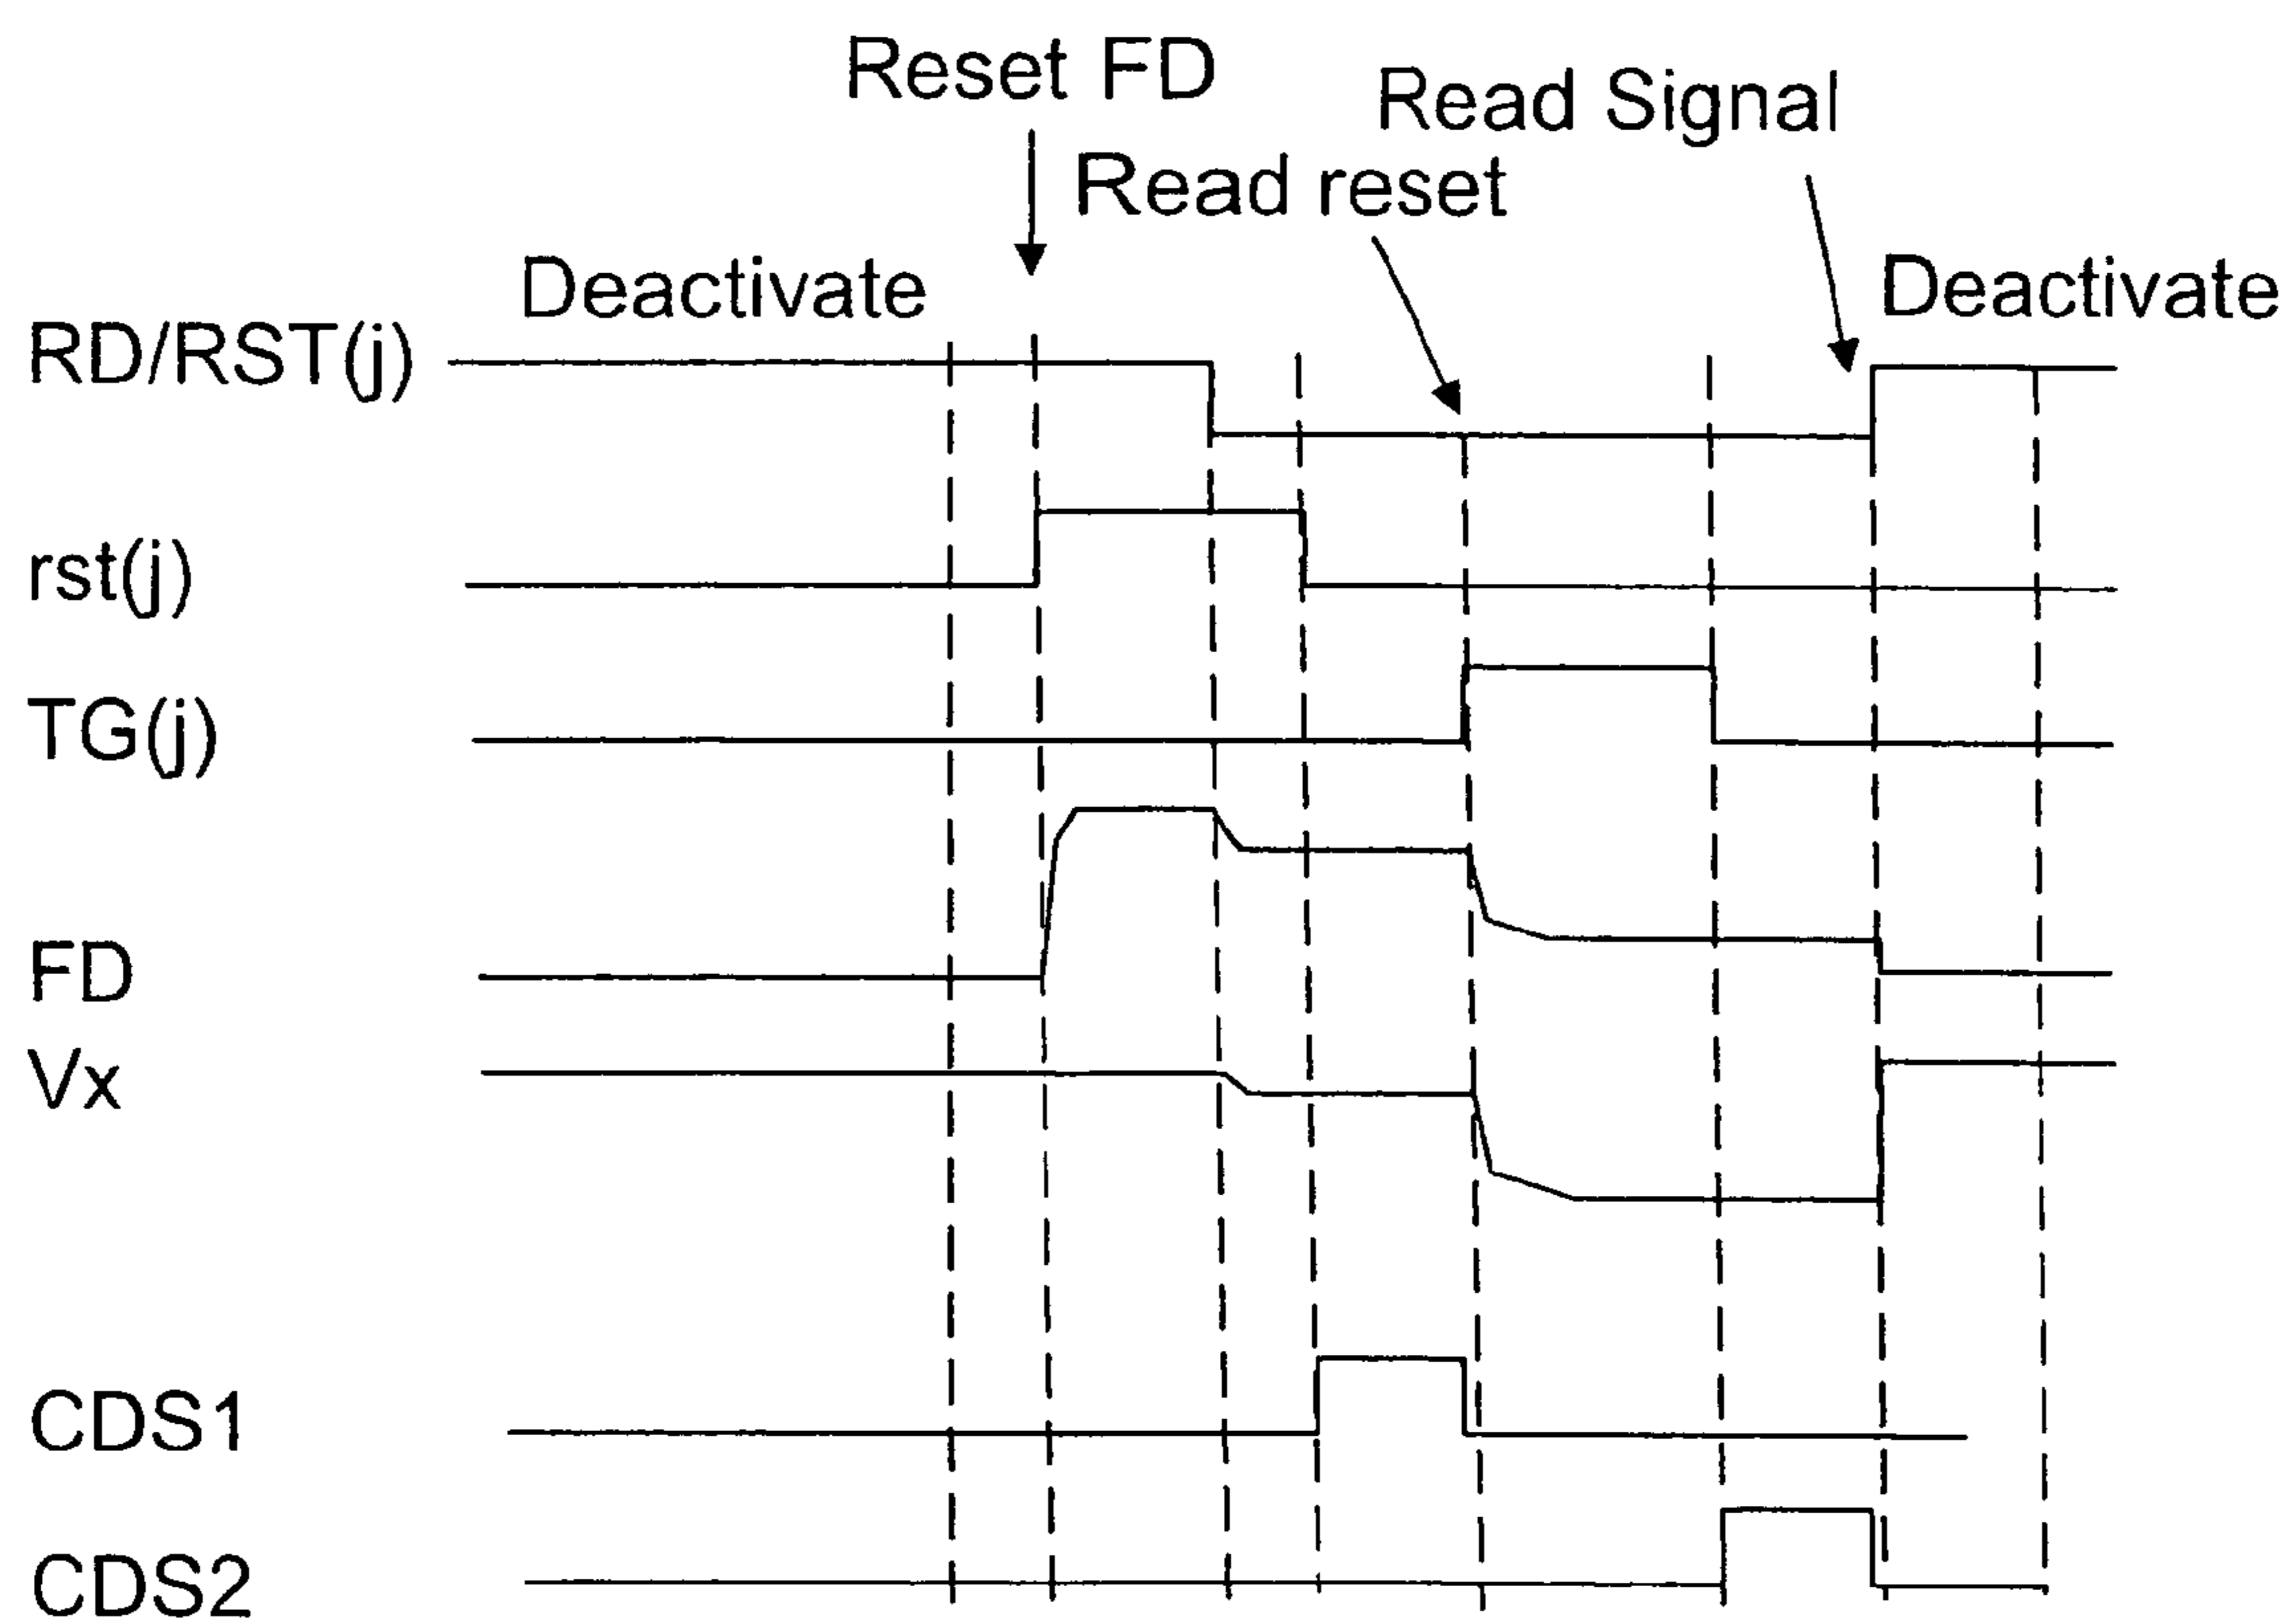 Reset FD
Read Signal
Read reset
Deactivate
Deactivate
RD/RST(j)
rst(j)
TG(j)
FD
Vx
CDS1
CDS2